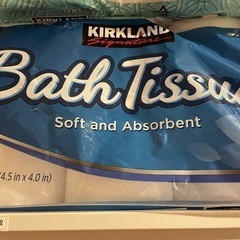 KIRKLAND
Signature
Bath Tissu
Soft and Absorbent
(4.5 in x 4.0 in)